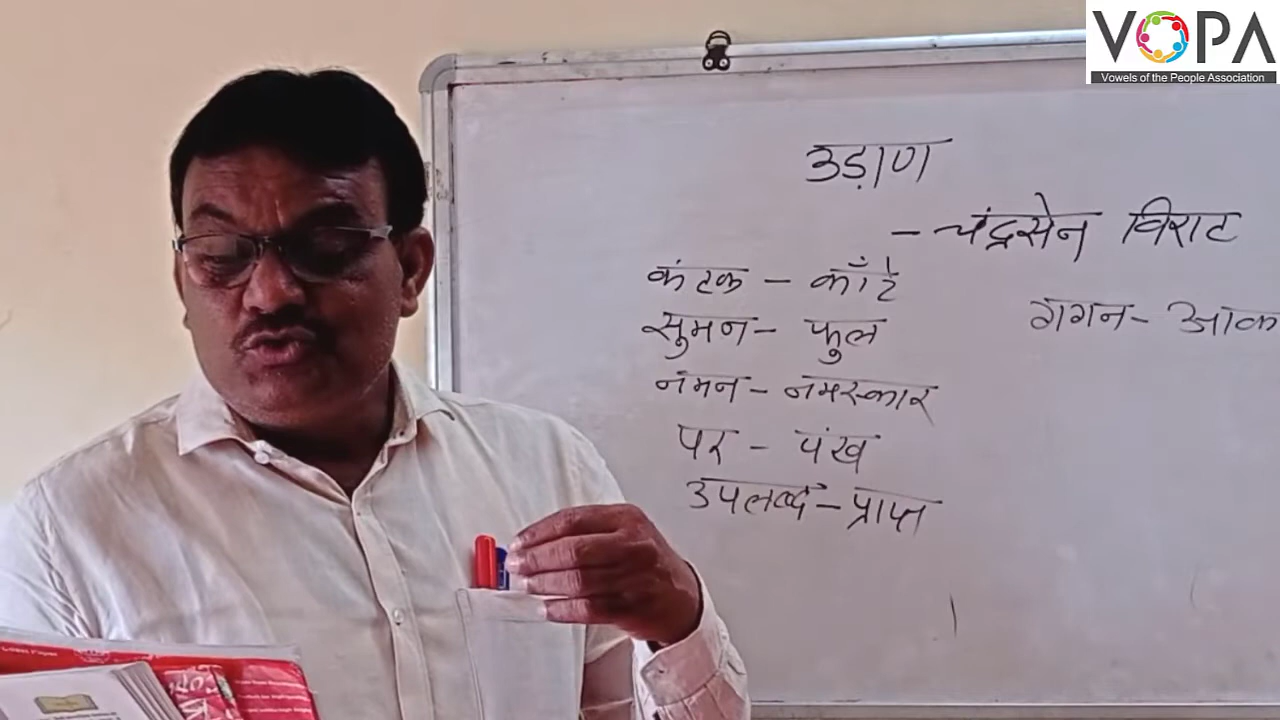 VOPA
Vowels of the People Association
उड़ाण
- चंद्रसेन विराट
कंटक - काँटे
सुमन - फुल
नमन - नमस्कार
पर - पंख
उपलब्द - प्राप्त
गगन - आक